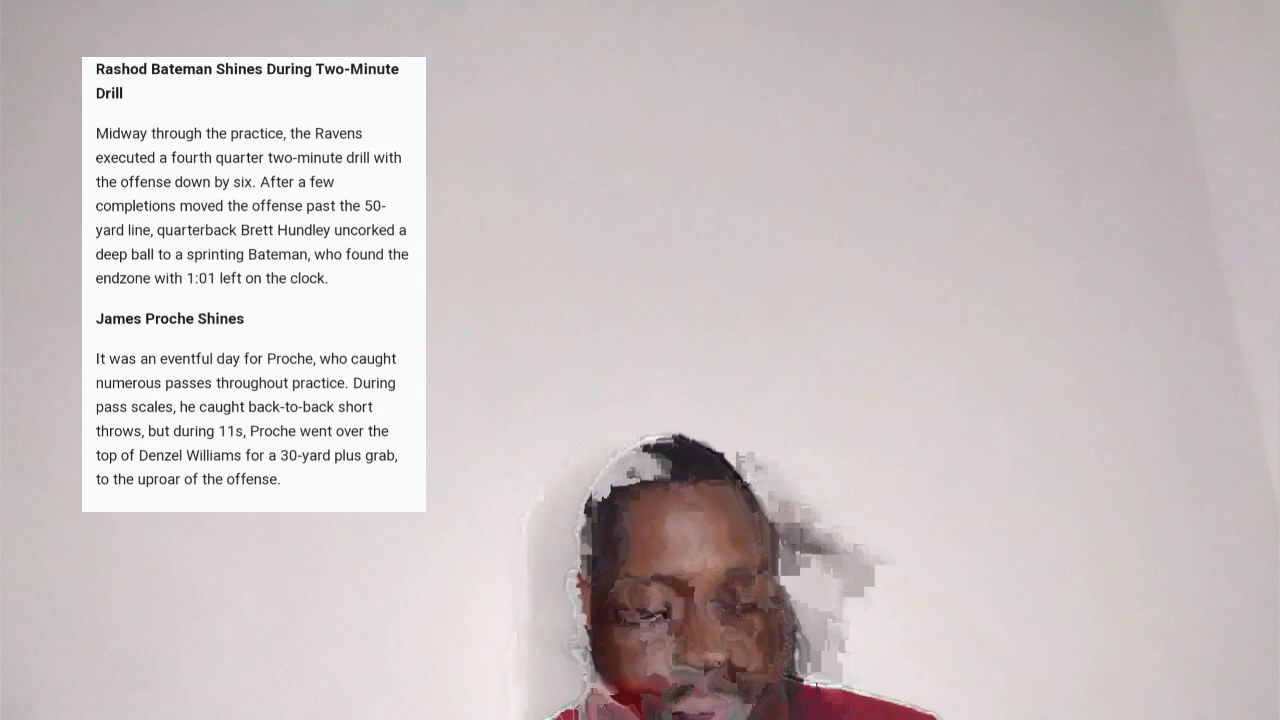 Rashod Bateman Shines During Two-Minute
Drill
Midway through the practice, the Ravens
executed a fourth quarter two-minute drill with
the offense down by six. After a few
completions moved the offense past the 50-
yard line, quarterback Brett Hundley uncorked a
deep ball to a sprinting Bateman, who found the
endzone with 1:01 left on the clock.
James Proche Shines
It was an eventful day for Proche, who caught
numerous passes throughout practice. During
pass scales, he caught back-to-back short
throws, but during 11s, Proche went over the
top of Denzel Williams for a 30-yard plus grab,
to the uproar of the offense.